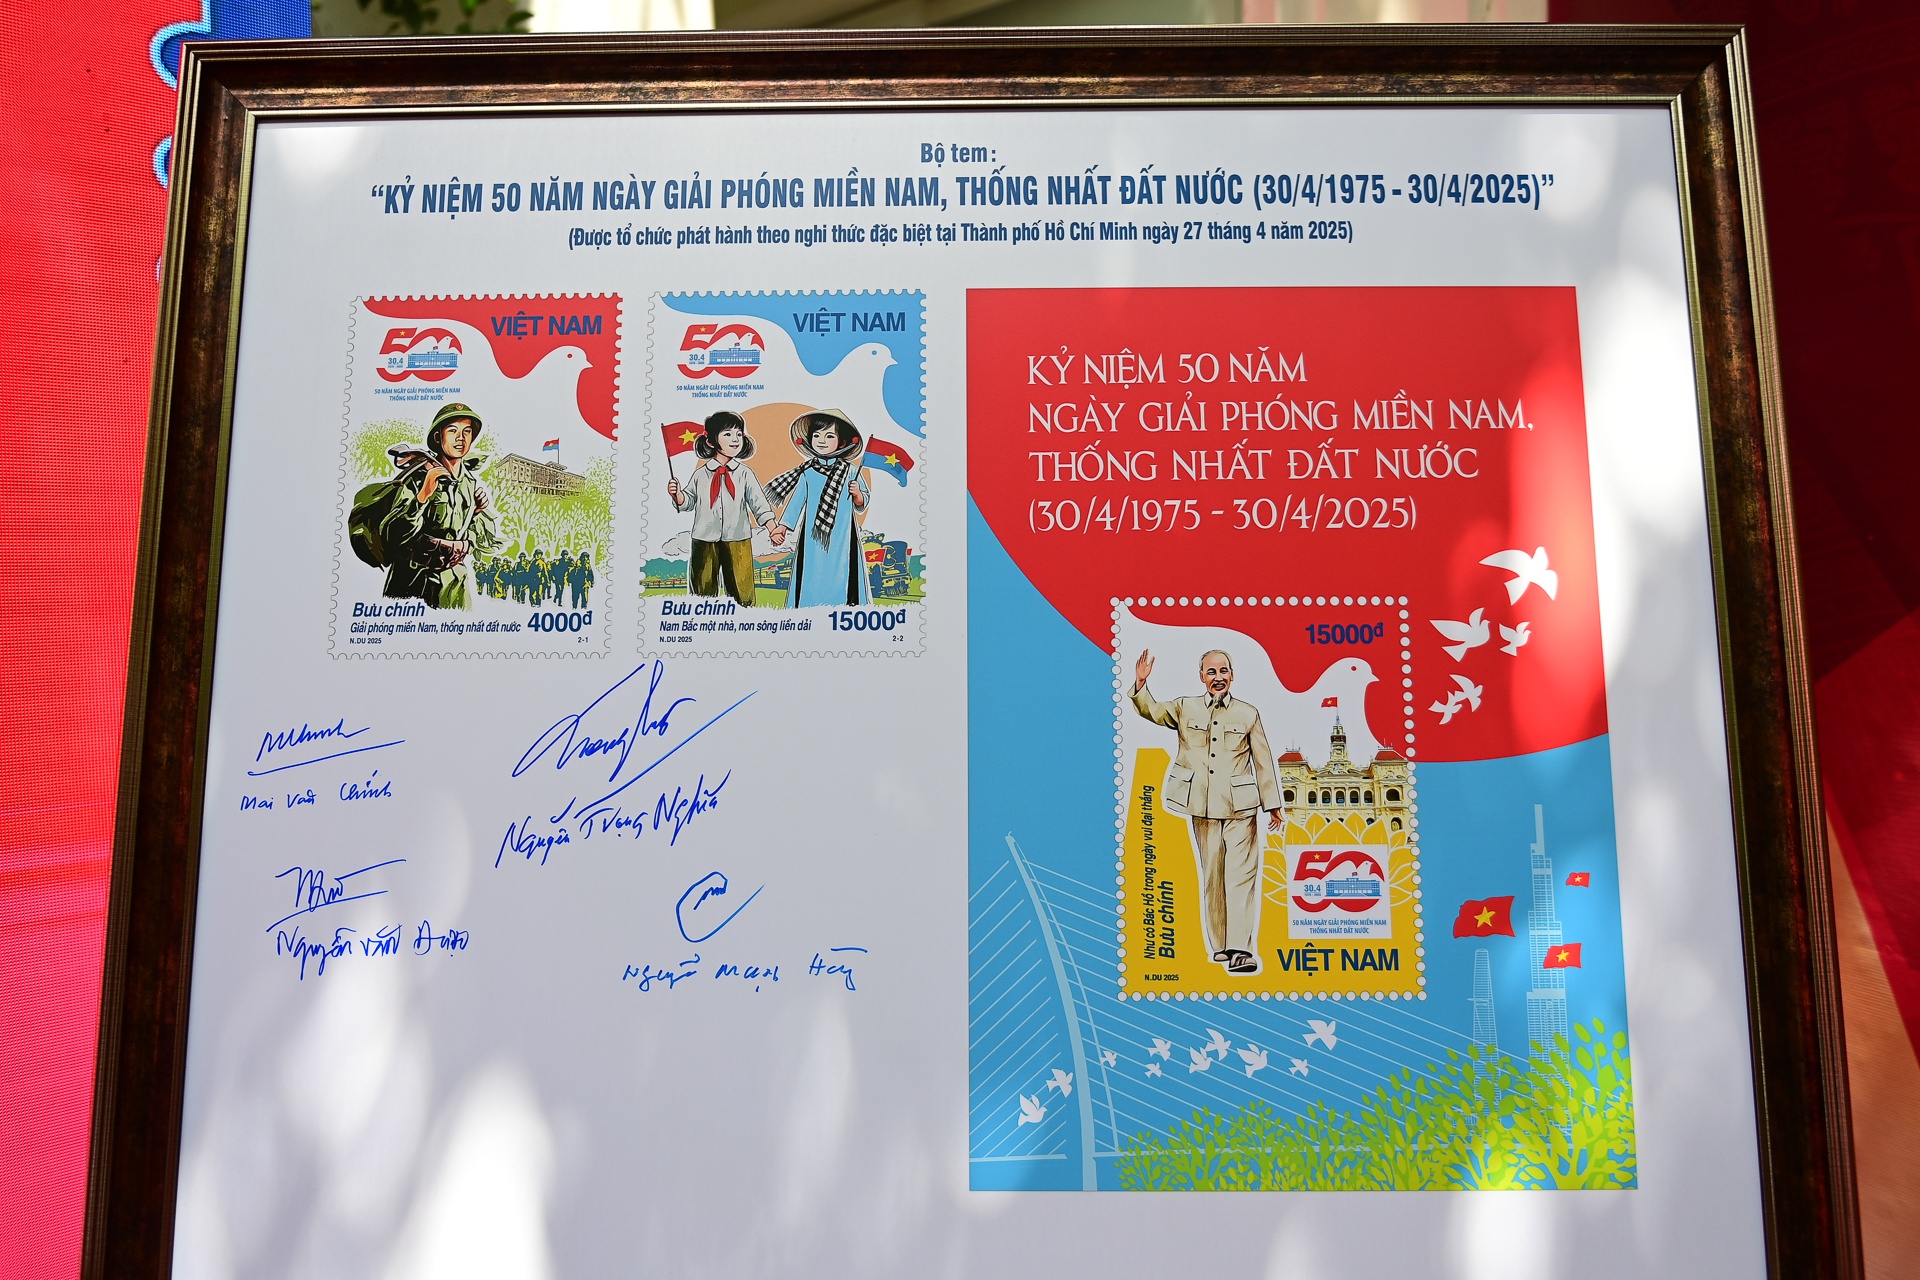 Bộ tem:
“KỶ NIỆM 50 NĂM NGÀY GIẢI PHÓNG MIỀN NAM, THỐNG NHẤT ĐẤT NƯỚC (30/4/1975 - 30/4/2025)”
(Được tổ chức phát hành theo nghi thức đặc biệt tại Thành phố Hồ Chí Minh ngày 27 tháng 4 năm 2025)
VIỆT NAM
50
30.4
50 NĂM NGÀY GIẢI PHÓNG MIỀN NAM
THỐNG NHẤT ĐẤT NƯỚC
Bưu chính
Giải phóng miền Nam, thống nhất đất nước
4000đ
N.DU 2025
2-1
VIỆT NAM
50
30.4
50 NĂM NGÀY GIẢI PHÓNG MIỀN NAM
THỐNG NHẤT ĐẤT NƯỚC
Bưu chính
Nam Bắc một nhà, non sông liền dải
15000đ
N.DU 2025
2-2
KỶ NIỆM 50 NĂM
NGÀY GIẢI PHÓNG MIỀN NAM,
THỐNG NHẤT ĐẤT NƯỚC
(30/4/1975 - 30/4/2025)
15000đ
Như có Bác Hồ trong ngày vui đại thắng
Bưu chính
50
30.4
50 NĂM NGÀY GIẢI PHÓNG MIỀN NAM
THỐNG NHẤT ĐẤT NƯỚC
VIỆT NAM
N.DU 2025
Mai Văn Chính
Nguyễn Trọng Nghĩa
Nguyễn Văn Được
Nguyễn Mạnh Hùng